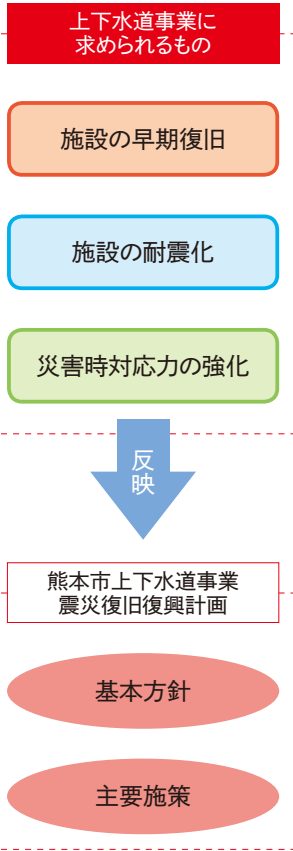 上下水道事業に
求められるもの
施設の早期復旧
施設の耐震化
災害時対応力の強化
反
映
熊本市上下水道事業
震災復旧復興計画
基本方針
主要施策